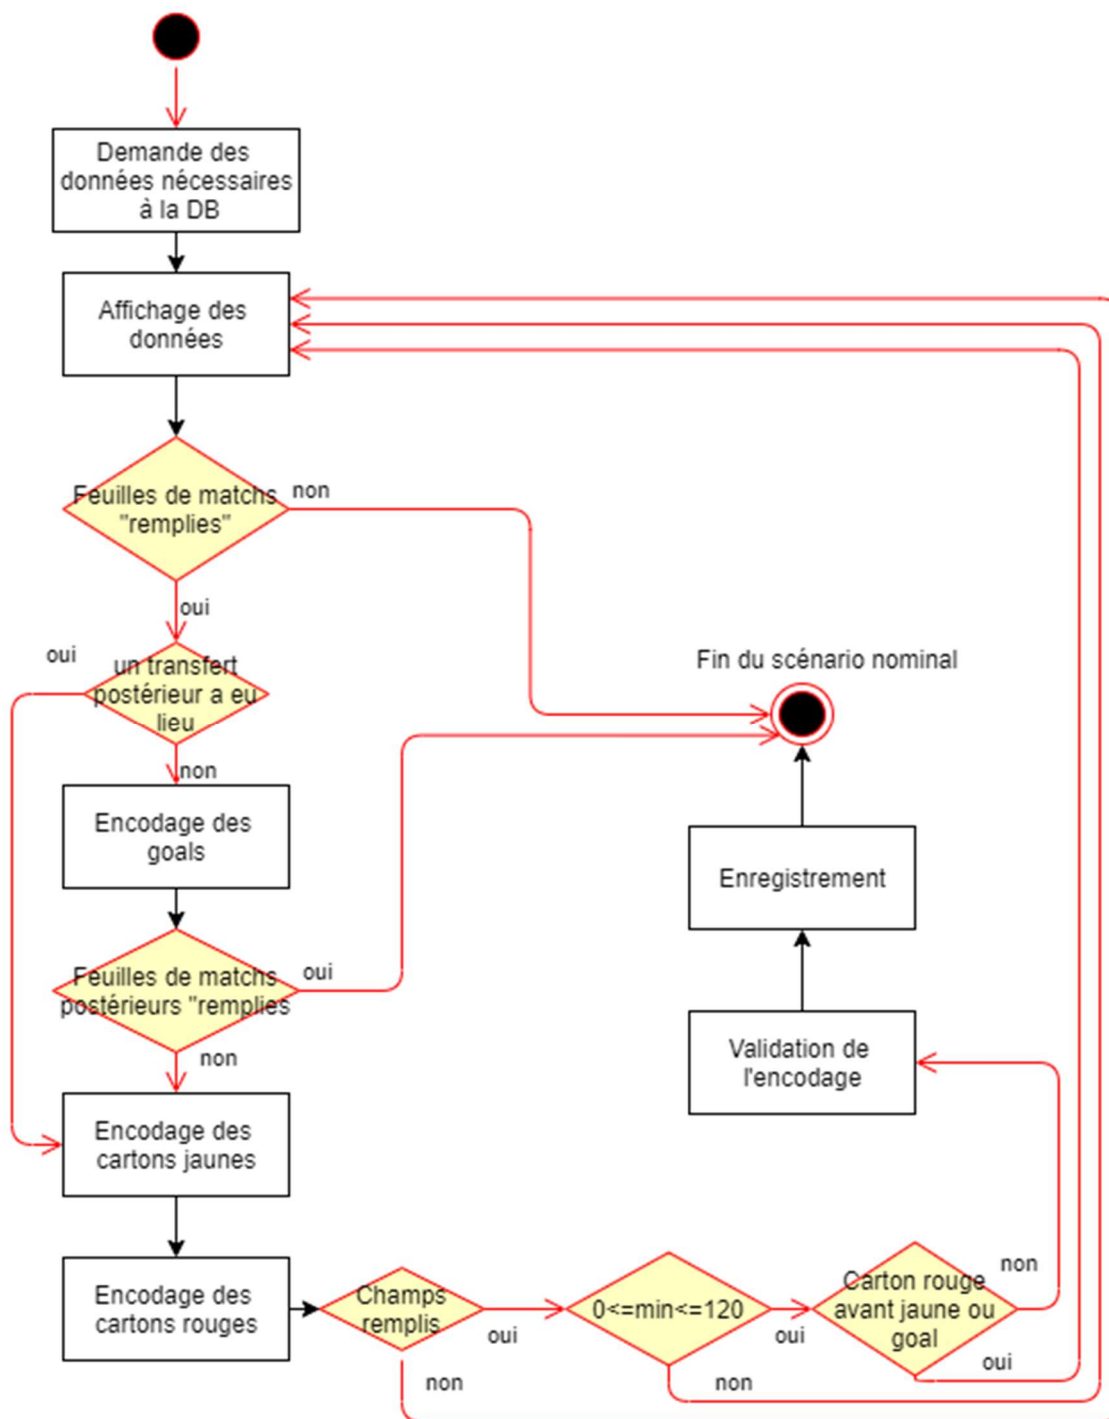 Demande des
données nécessaires
à la DB
Affichage des
données
Feuilles de matchs
"remplies"
non
oui
oui
un transfert
postérieur a eu
lieu
non
Encodage des
goals
Feuilles de matchs
postérieurs "remplies
oui
non
Encodage des
cartons jaunes
Encodage des
cartons rouges
Champs
remplis
oui
non
0<=min<=120
oui
non
Carton rouge
avant jaune ou
goal
non
oui
Validation de
l'encodage
Enregistrement
Fin du scénario nominal